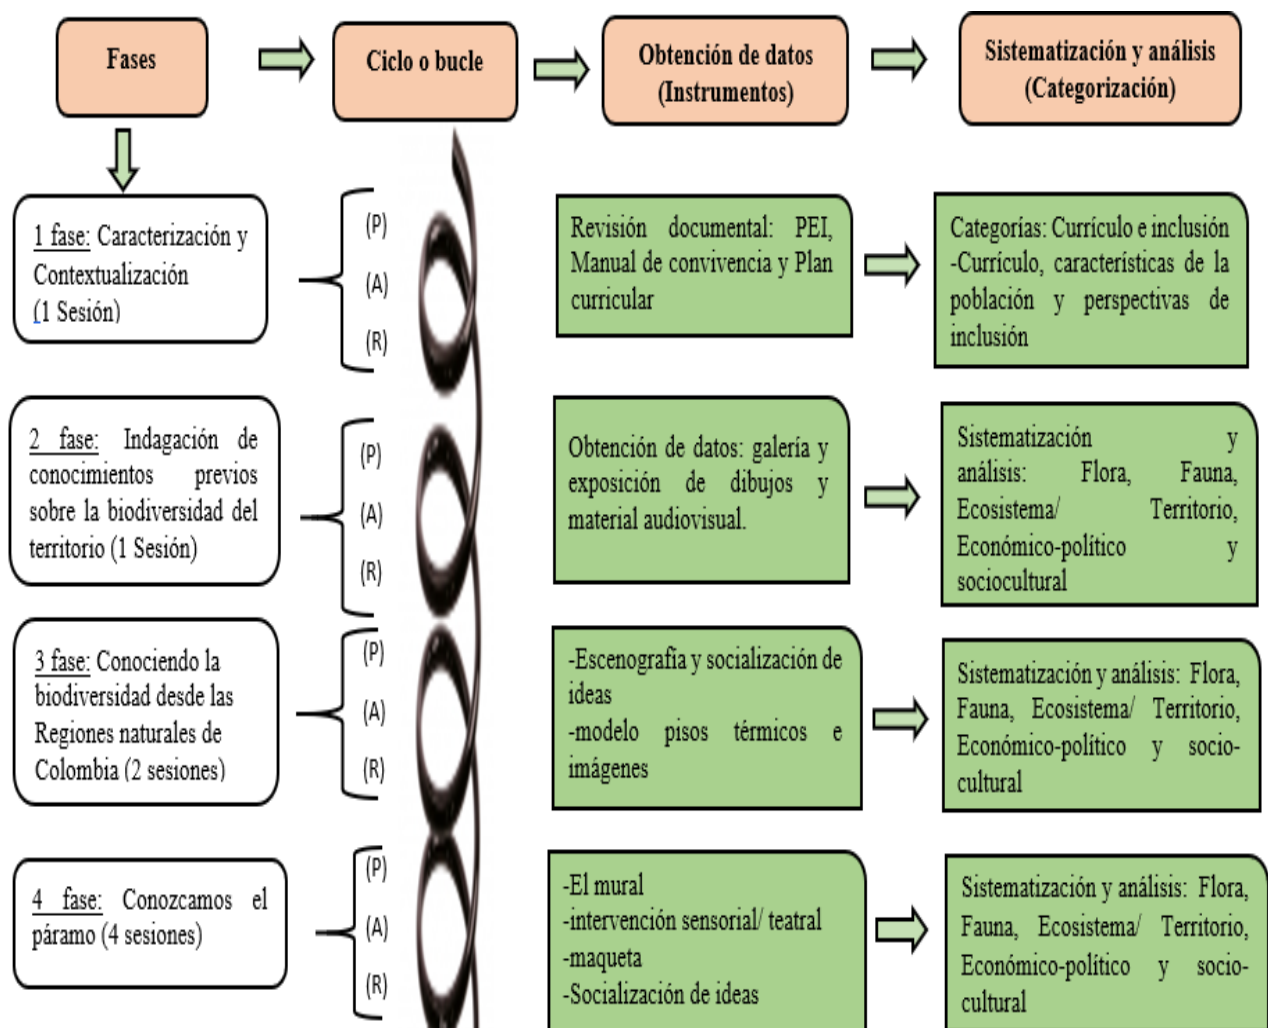 Fases
Ciclo o bucle
Obtención de datos
(Instrumentos)
Sistematización y análisis
(Categorización)
1 fase: Caracterización y
Contextualización
(1 Sesión)
(P)
(A)
(R)
Revisión documental: PEI,
Manual de convivencia y Plan
curricular
Categorías: Currículo e inclusión
-Currículo, características de la
población y perspectivas de
inclusión
2 fase: Indagación de
conocimientos previos
sobre la biodiversidad del
territorio (1 Sesión)
(P)
(A)
(R)
Obtención de datos: galería y
exposición de dibujos y
material audiovisual.
Sistematización y
análisis: Flora, Fauna,
Ecosistema/ Territorio,
Económico-político y
sociocultural
3 fase: Conociendo la
biodiversidad desde las
Regiones naturales de
Colombia (2 sesiones)
(P)
(A)
(R)
-Escenografía y socialización de
ideas
-modelo pisos térmicos e
imágenes
Sistematización y análisis: Flora,
Fauna, Ecosistema/ Territorio,
Económico-político y socio-
cultural
4 fase: Conozcamos el
páramo (4 sesiones)
(P)
(A)
(R)
-El mural
-intervención sensorial/ teatral
-maqueta
-Socialización de ideas
Sistematización y análisis: Flora,
Fauna, Ecosistema/ Territorio,
Económico-político y socio-
cultural